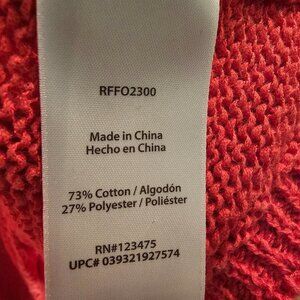 RFFO2300
Made in China
Hecho en China
73% Cotton / Algodón
27% Polyester / Poliéster
RN#123475
UPC# 039321927574